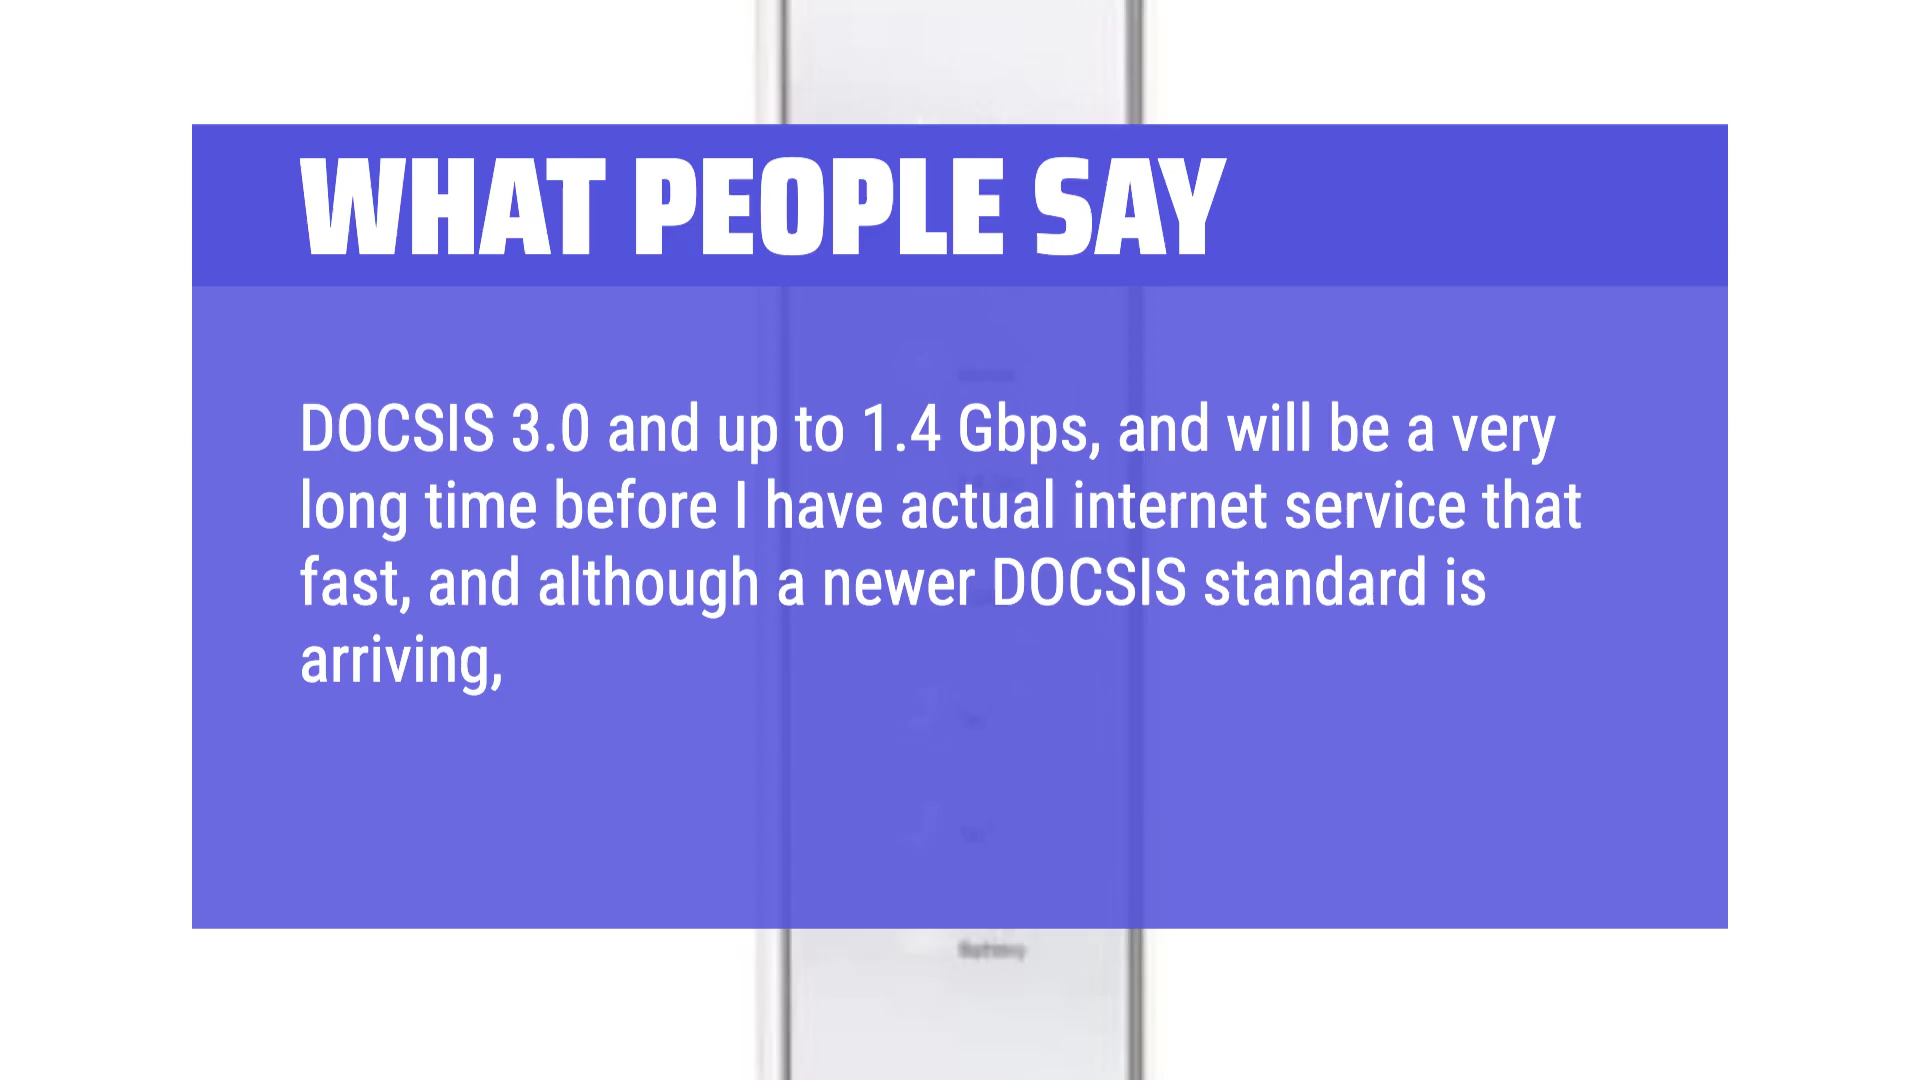 WHAT PEOPLE SAY
DOCSIS 3.0 and up to 1.4 Gbps, and will be a very
long time before I have actual internet service that
fast, and although a newer DOCSIS standard is
arriving,
Battery